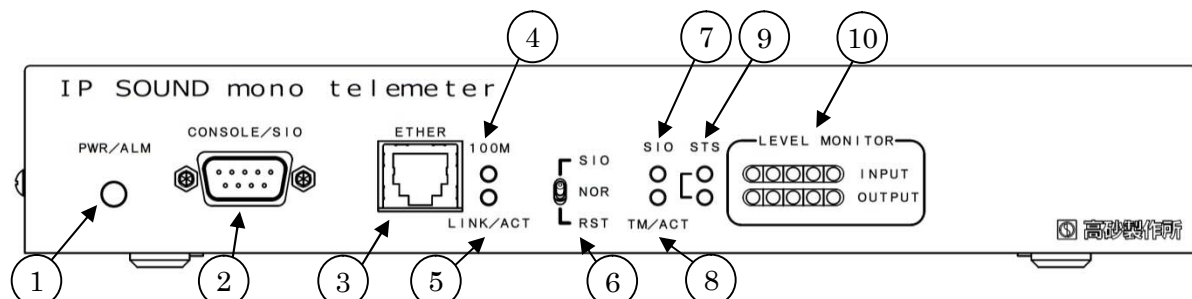 4 7 9 10
IP SOUND mono telemeter
CONSOLE/SIO ETHER
PWR/ALM 100M SIO SIO STS LEVEL MONITOR
NOR INPUT
OUTPUT
LINK/ACT RST TM/ACT
高砂製作所
1 2 3 5 6 8